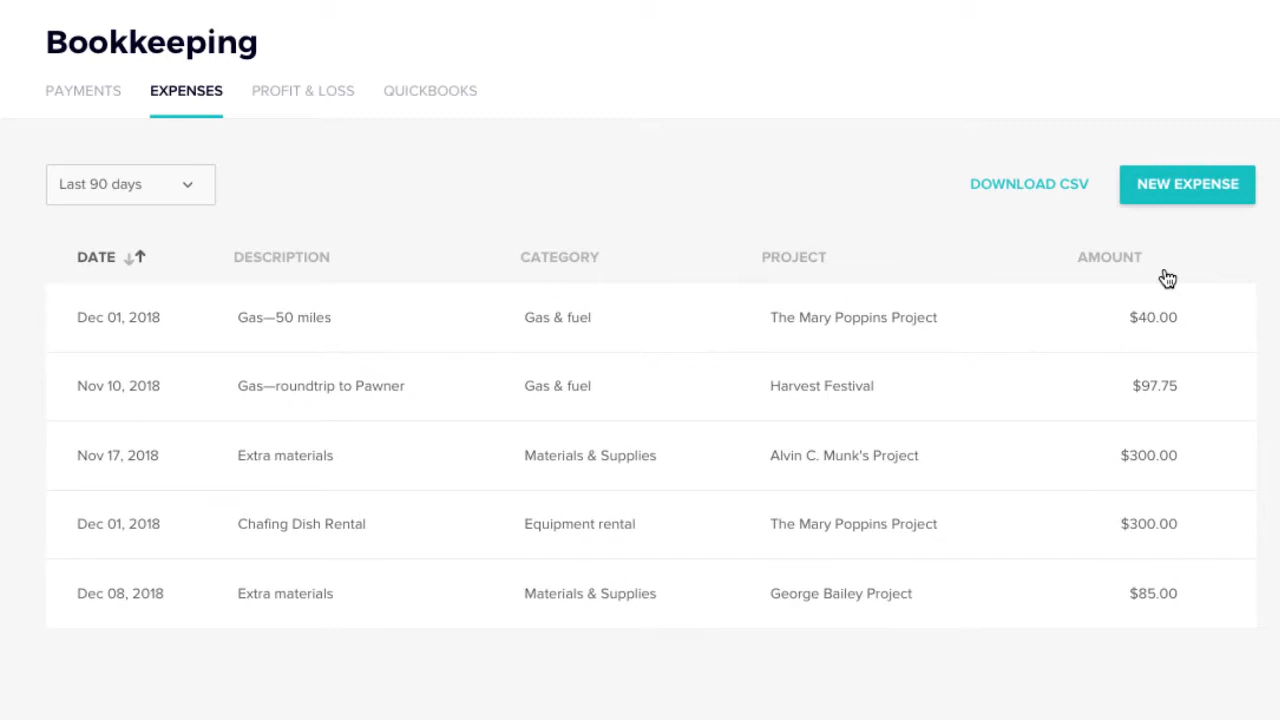 Bookkeeping
PAYMENTS EXPENSES PROFIT & LOSS QUICKBOOKS
Last 90 days DOWNLOAD CSV NEW EXPENSE
DATE DESCRIPTION CATEGORY PROJECT AMOUNT
Dec 01, 2018 Gas—50 miles Gas & fuel The Mary Poppins Project $40.00
Nov 10, 2018 Gas—roundtrip to Pawner Gas & fuel Harvest Festival $97.75
Nov 17, 2018 Extra materials Materials & Supplies Alvin C. Munk's Project $300.00
Dec 01, 2018 Chafing Dish Rental Equipment rental The Mary Poppins Project $300.00
Dec 08, 2018 Extra materials Materials & Supplies George Bailey Project $85.00